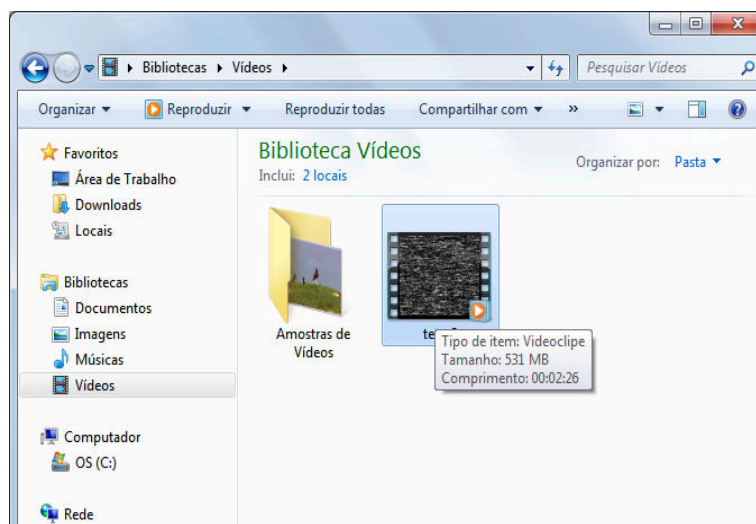 Bibliotecas Vídeos
Pesquisar Vídeos
Organizar Reproduzir Reproduzir todas Compartilhar com »
Favoritos
Área de Trabalho
Downloads
Locais
Bibliotecas
Documentos
Imagens
Músicas
Vídeos
Computador
OS (C:)
Rede
Biblioteca Vídeos
Inclui: 2 locais
Organizar por: Pasta
Amostras de
Vídeos
Tipo de item: Videoclipe
Tamanho: 531 MB
Comprimento: 00:02:26